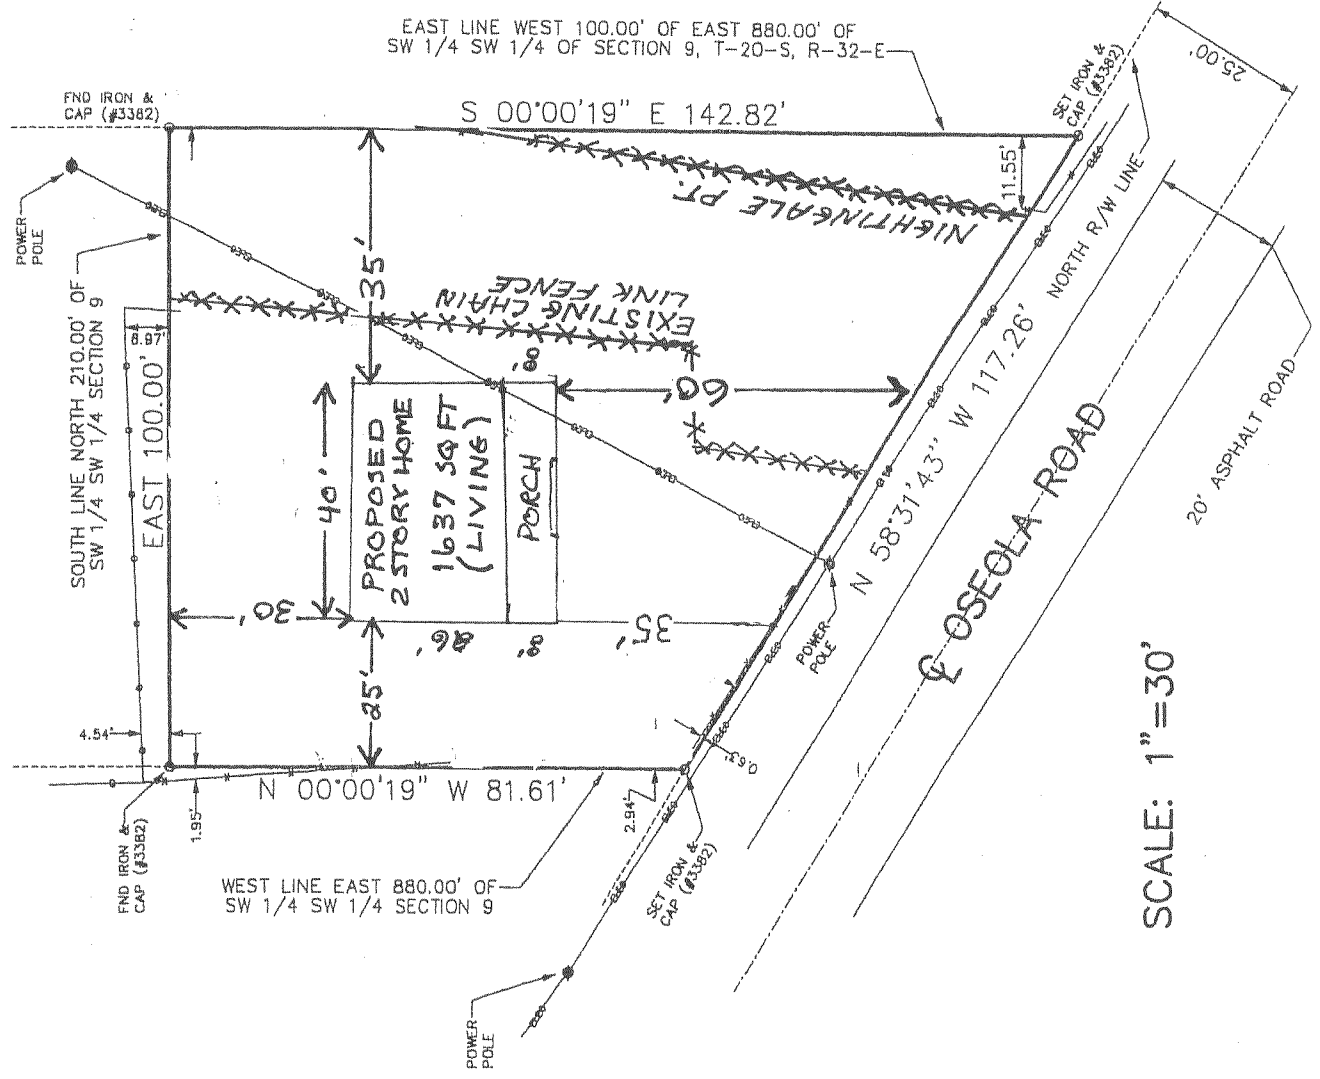 EAST LINE WEST 100.00' OF EAST 880.00' OF
SW 1/4 SW 1/4 OF SECTION 9, T-20-S, R-32-E
25.00'
FND IRON &
CAP (#3382)
S 00°00'19" E 142.82'
SET IRON &
CAP (#3382)
POWER
POLE
11.55'
NIGHTINGALE PT.
NORTH R/W LINE
35'
EXISTING CHAIN
LINK FENCE
SOUTH LINE NORTH 210.00' OF
SW 1/4 SW 1/4 SECTION 9
8.97'
EAST 100.00'
8'
60'
N 58°31'43" W 117.26'
20' ASPHALT ROAD
40'
PROPOSED
2 STORY HOME
1637 SQ FT
(LIVING)
PORCH
℄ OSEOLA ROAD
30'
26'
8'
35'
POWER
POLE
25'
4.54'
0.63'
N 00°00'19" W 81.61'
1.95'
2.94'
FND IRON &
CAP (#3382)
WEST LINE EAST 880.00' OF
SW 1/4 SW 1/4 SECTION 9
SET IRON &
CAP (#3382)
POWER
POLE
SCALE: 1"=30'